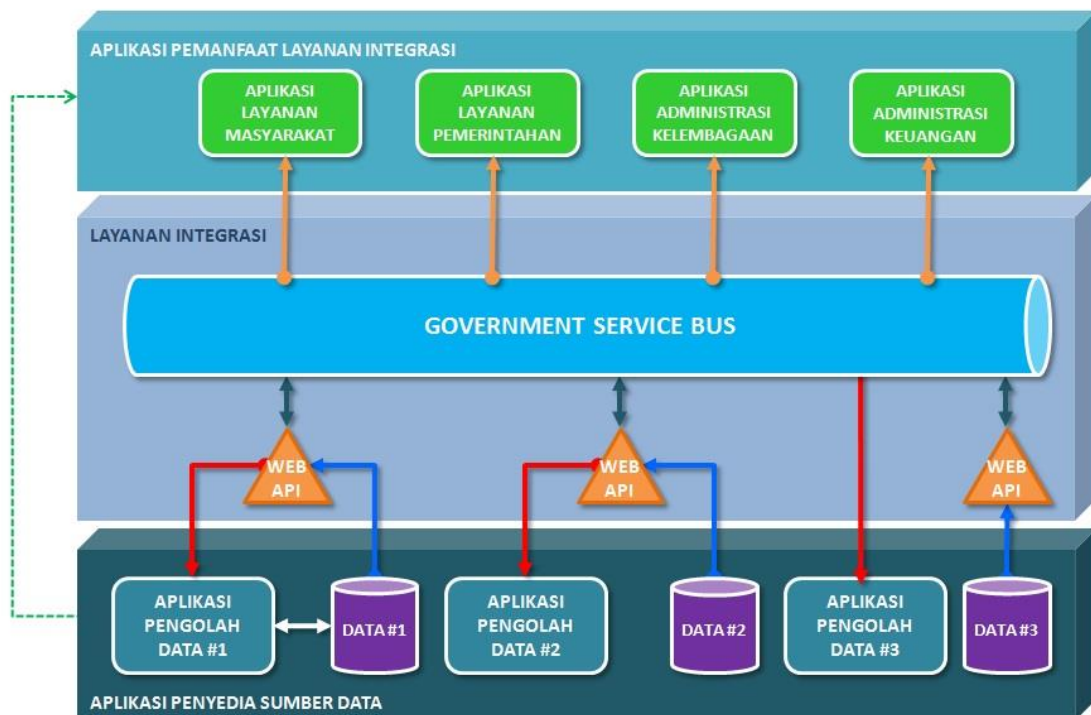 APLIKASI PEMANFAAT LAYANAN INTEGRASI
APLIKASI
LAYANAN
MASYARAKAT
APLIKASI
LAYANAN
PEMERINTAHAN
APLIKASI
ADMINISTRASI
KELEMBAGAAN
APLIKASI
ADMINISTRASI
KEUANGAN
LAYANAN INTEGRASI
GOVERNMENT SERVICE BUS
WEB
API
WEB
API
WEB
API
APLIKASI
PENGOLAH
DATA #1
DATA #1
APLIKASI
PENGOLAH
DATA #2
DATA #2
APLIKASI
PENGOLAH
DATA #3
DATA #3
APLIKASI PENYEDIA SUMBER DATA